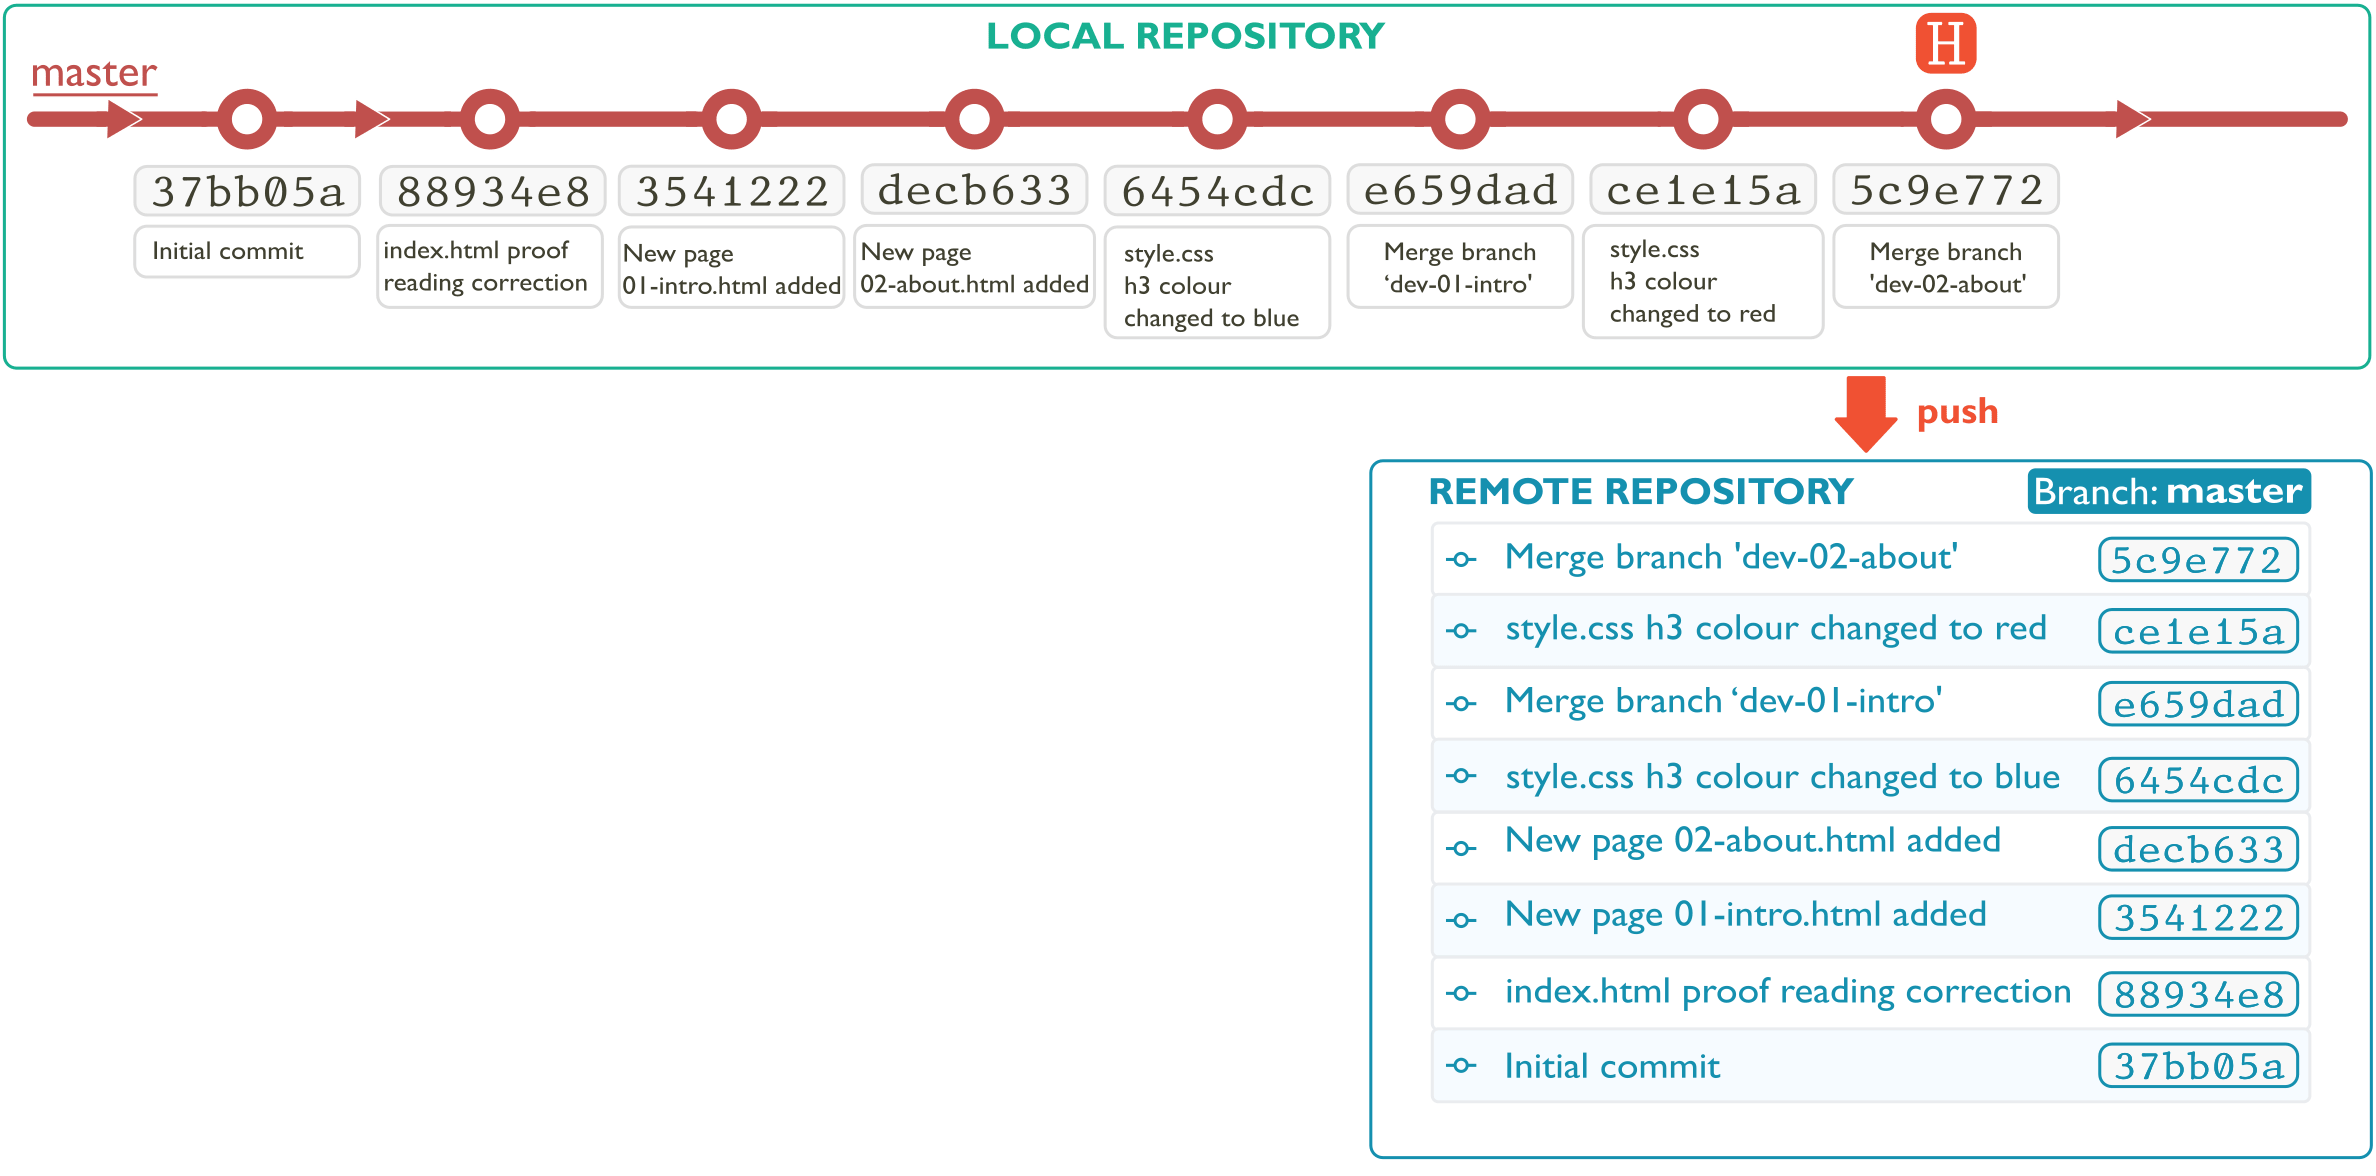 LOCAL REPOSITORY
H
master
37bb05a
88934e8
3541222
decb633
6454cdc
e659dad
ce1e15a
5c9e772
Initial commit
index.html proof
reading correction
New page
01-intro.html added
New page
02-about.html added
style.css
h3 colour
changed to blue
Merge branch
‘dev-01-intro'
style.css
h3 colour
changed to red
Merge branch
'dev-02-about'
push
REMOTE REPOSITORY
Branch: master
Merge branch 'dev-02-about' 5c9e772
style.css h3 colour changed to red ce1e15a
Merge branch ‘dev-01-intro' e659dad
style.css h3 colour changed to blue 6454cdc
New page 02-about.html added decb633
New page 01-intro.html added 3541222
index.html proof reading correction 88934e8
Initial commit 37bb05a